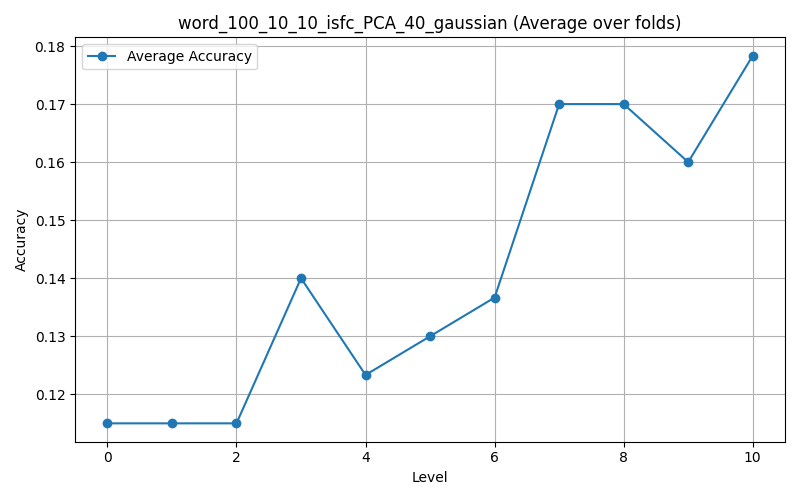 word_100_10_10_isfc_PCA_40_gaussian (Average over folds)
Average Accuracy
0.18
0.17
0.16
0.15
0.14
0.13
0.12
Accuracy
0 2 4 6 8 10
Level